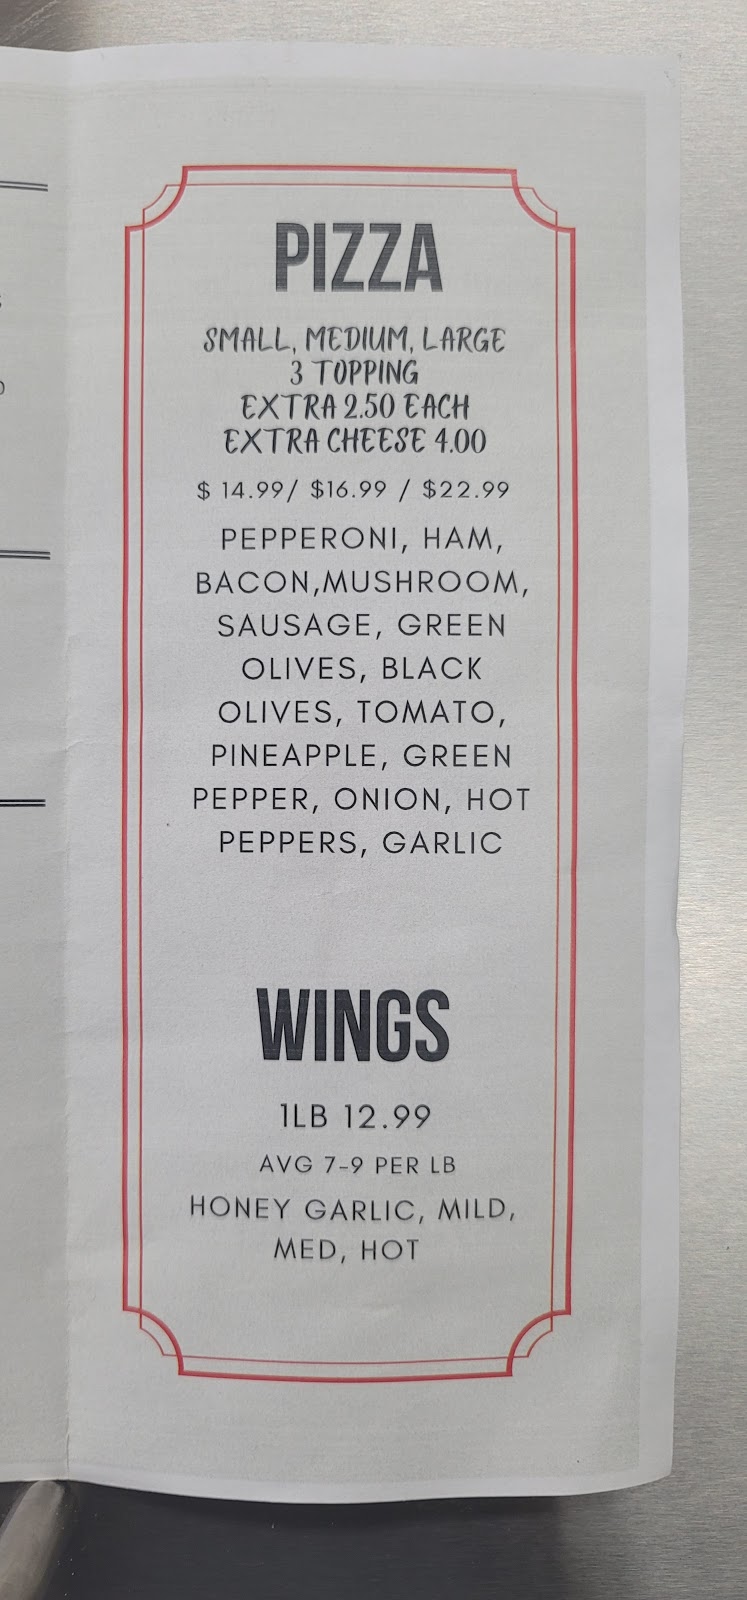 PIZZA
SMALL, MEDIUM, LARGE
3 TOPPING
EXTRA 2.50 EACH
EXTRA CHEESE 4.00
$ 14.99/ $16.99 / $22.99
PEPPERONI, HAM,
BACON,MUSHROOM,
SAUSAGE, GREEN
OLIVES, BLACK
OLIVES, TOMATO,
PINEAPPLE, GREEN
PEPPER, ONION, HOT
PEPPERS, GARLIC
WINGS
1LB 12.99
AVG 7-9 PER LB
HONEY GARLIC, MILD,
MED, HOT